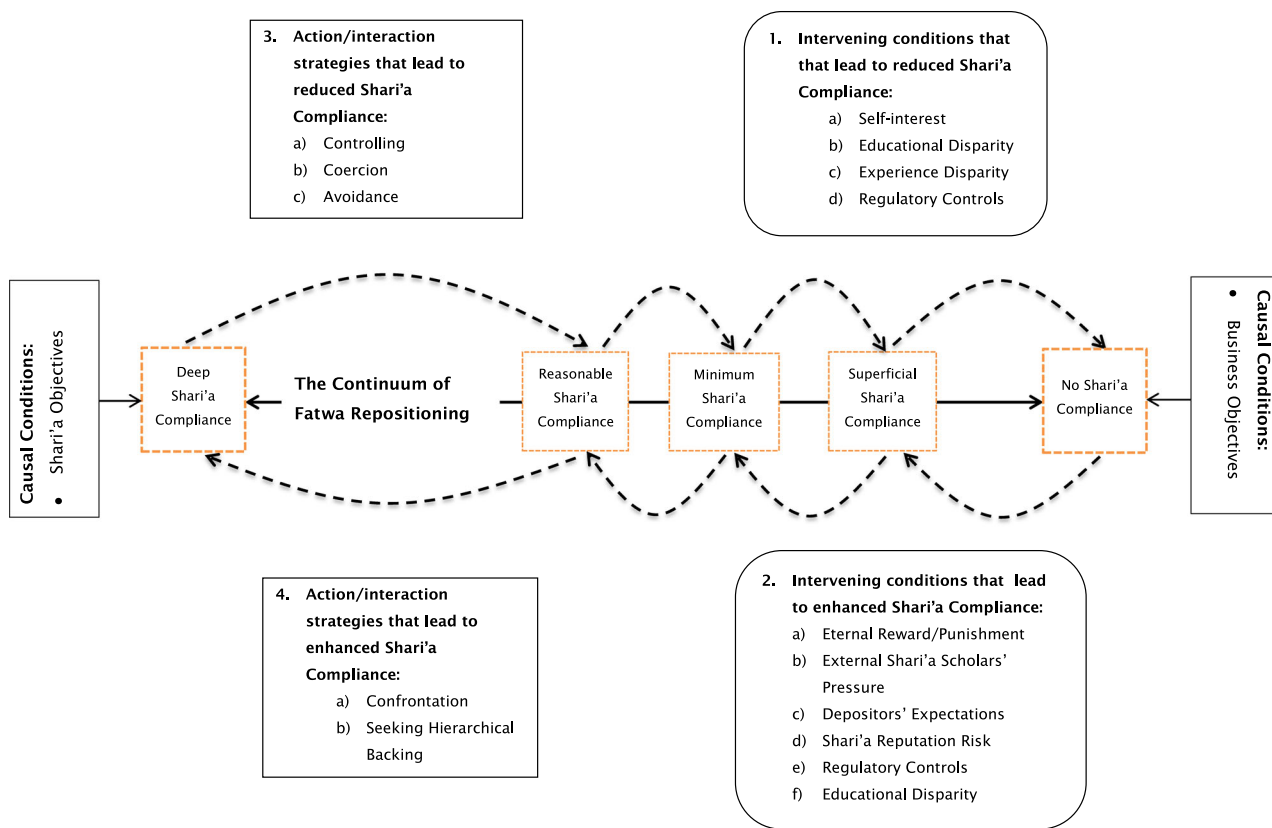 3. Action/interaction
strategies that lead to
reduced Shari'a
Compliance:
a) Controlling
b) Coercion
c) Avoidance
1. Intervening conditions that
that lead to reduced Shari'a
Compliance:
a) Self-interest
b) Educational Disparity
c) Experience Disparity
d) Regulatory Controls
Causal Conditions:
• Shari'a Objectives
Deep
Shari'a
Compliance
The Continuum of
Fatwa Repositioning
Reasonable
Shari'a
Compliance
Minimum
Shari'a
Compliance
Superficial
Shari'a
Compliance
No Shari'a
Compliance
Causal Conditions:
• Business Objectives
4. Action/interaction
strategies that lead to
enhanced Shari'a
Compliance:
a) Confrontation
b) Seeking Hierarchical
Backing
2. Intervening conditions that lead
to enhanced Shari'a Compliance:
a) Eternal Reward/Punishment
b) External Shari'a Scholars'
Pressure
c) Depositors' Expectations
d) Shari'a Reputation Risk
e) Regulatory Controls
f) Educational Disparity